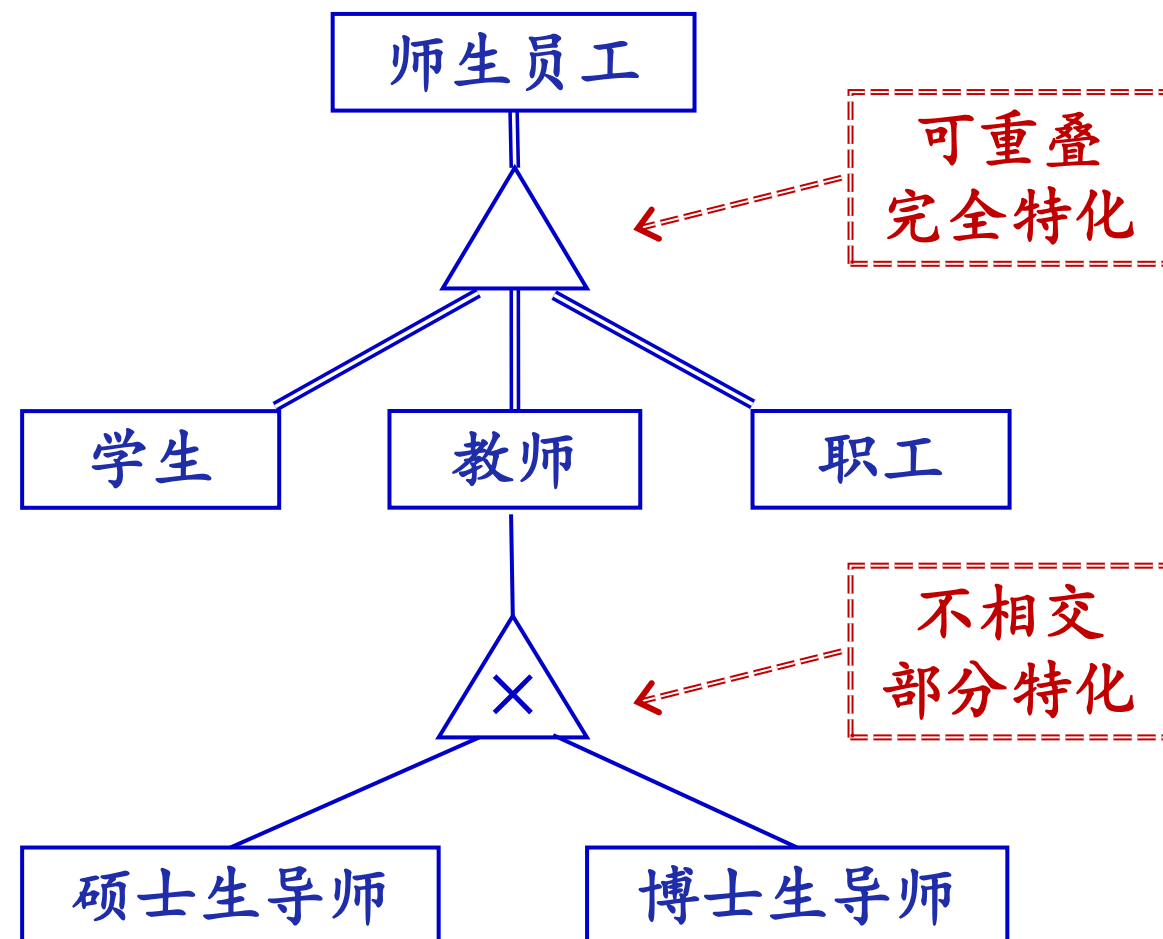 师生员工
可重叠
完全特化
学生
教师
职工
不相交
部分特化
硕士生导师
博士生导师